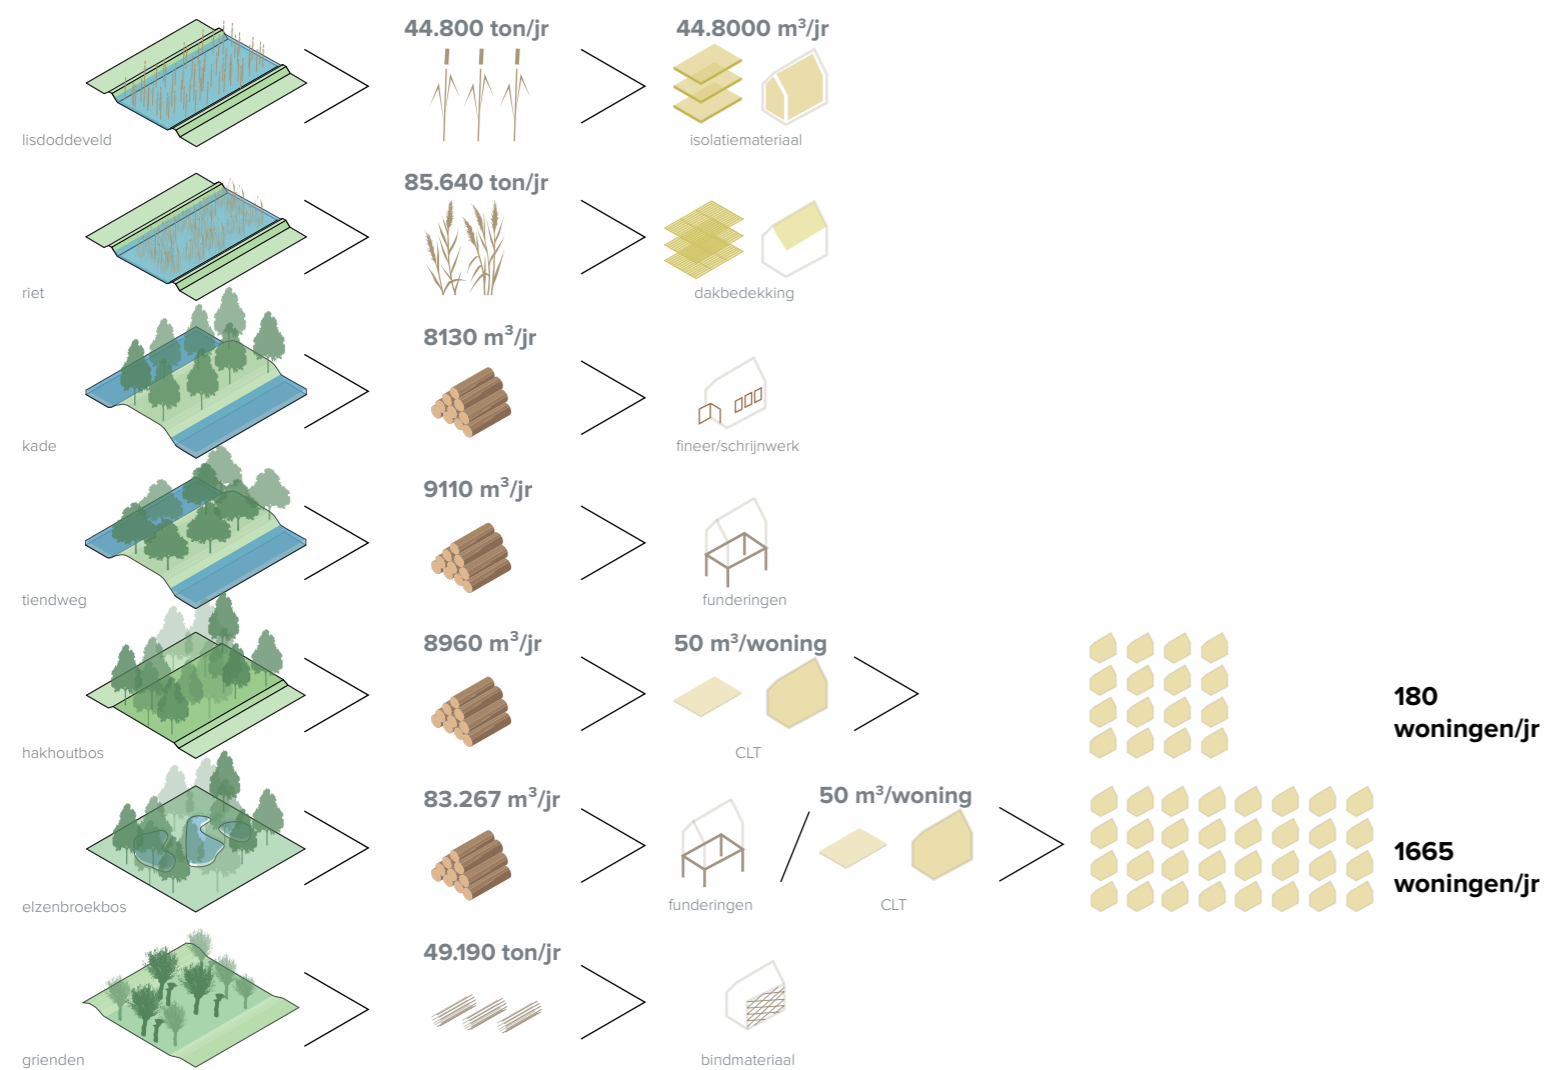 44.800 ton/jr
44.8000 m³/jr
lisdoddeveld
isolatiemateriaal
85.640 ton/jr
riet
dakbedekking
8130 m³/jr
kade
fineer/schrijnwerk
9110 m³/jr
tiendweg
funderingen
8960 m³/jr
50 m³/woning
180
woningen/jr
hakhoutbos
CLT
83.267 m³/jr
50 m³/woning
1665
woningen/jr
elzenbroekbos
funderingen
CLT
49.190 ton/jr
grienden
bindmateriaal